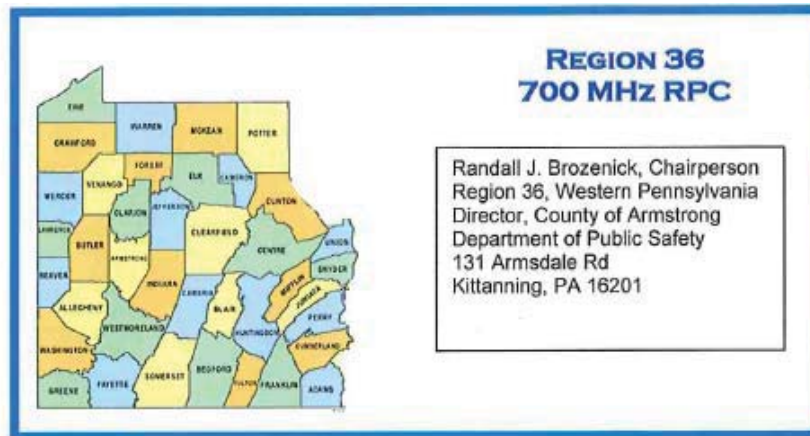 REGION 36
700 MHZ RPC
Randall J. Brozenick, Chairperson
Region 36, Western Pennsylvania
Director, County of Armstrong
Department of Public Safety
131 Armsdale Rd
Kittanning, PA 16201
ERIE
CRAWFORD
WARREN
MCKEAN
POTTER
FOREST
VENANGO
ELK
CAMERON
MERCER
CLARION
JEFFERSON
CLINTON
CLEARFIELD
CENTRE
UNION
LAWRENCE
BUTLER
ARMSTRONG
SNYDER
BEAVER
INDIANA
MIFFLIN
JUNIATA
ALLEGHENY
CAMBRIA
BLAIR
HUNTINGDON
PERRY
WESTMORELAND
WASHINGTON
CUMBERLAND
GREENE
FAYETTE
SOMERSET
BEDFORD
FULTON
FRANKLIN
ADAMS